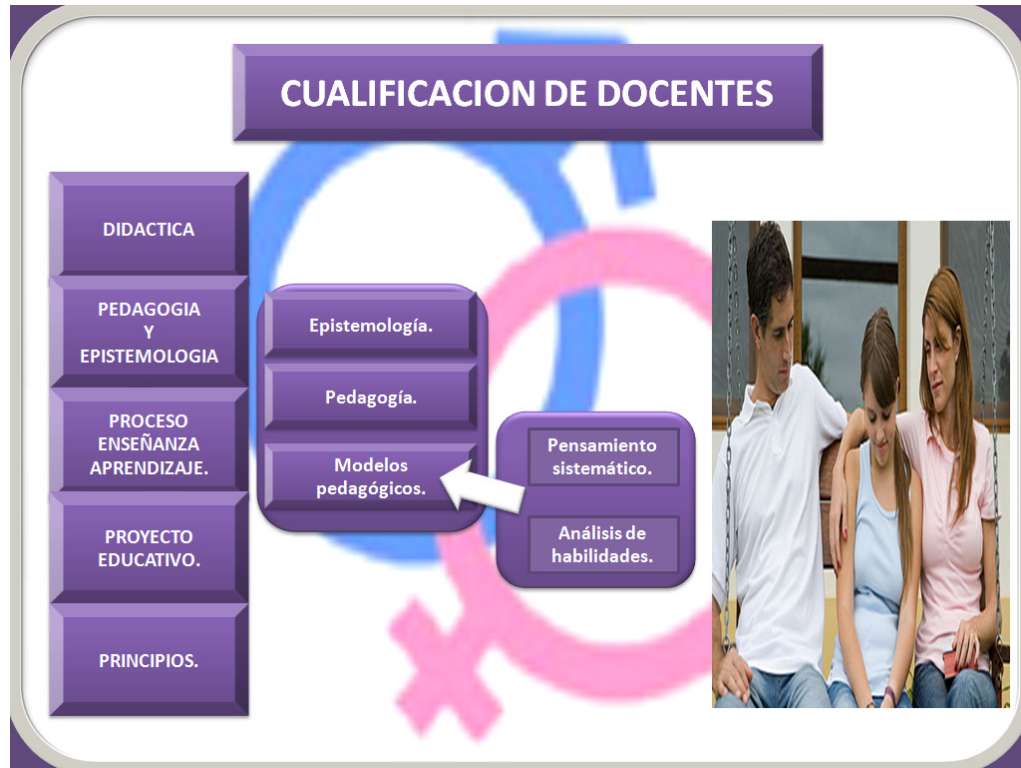 CUALIFICACION DE DOCENTES
DIDACTICA
PEDAGOGIA
Y
EPISTEMOLOGIA
PROCESO
ENSEÑANZA
APRENDIZAJE.
PROYECTO
EDUCATIVO.
PRINCIPIOS.
Epistemología.
Pedagogía.
Modelos
pedagógicos.
Pensamiento
sistemático.
Análisis de
habilidades.